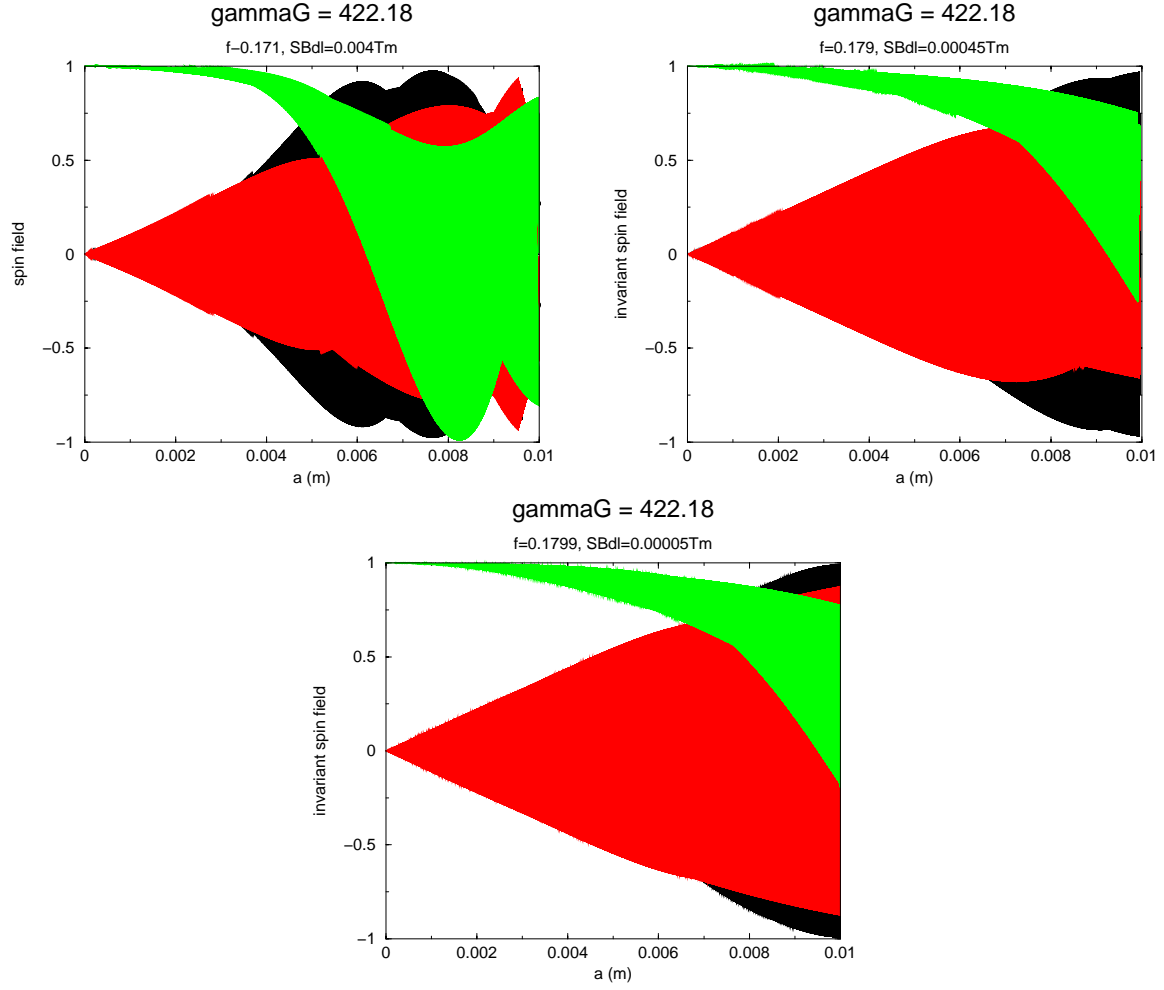 gammaG = 422.18
f−0.171, SBdl=0.004Tm
1
0.5
0
−0.5
−1
spin field
0
0.002
0.004
0.006
0.008
0.01
a (m)
gammaG = 422.18
f=0.179, SBdl=0.00045Tm
1
0.5
0
−0.5
−1
invariant spin field
0
0.002
0.004
0.006
0.008
0.01
a (m)
gammaG = 422.18
f=0.1799, SBdl=0.00005Tm
1
0.5
0
−0.5
−1
invariant spin field
0
0.002
0.004
0.006
0.008
0.01
a (m)